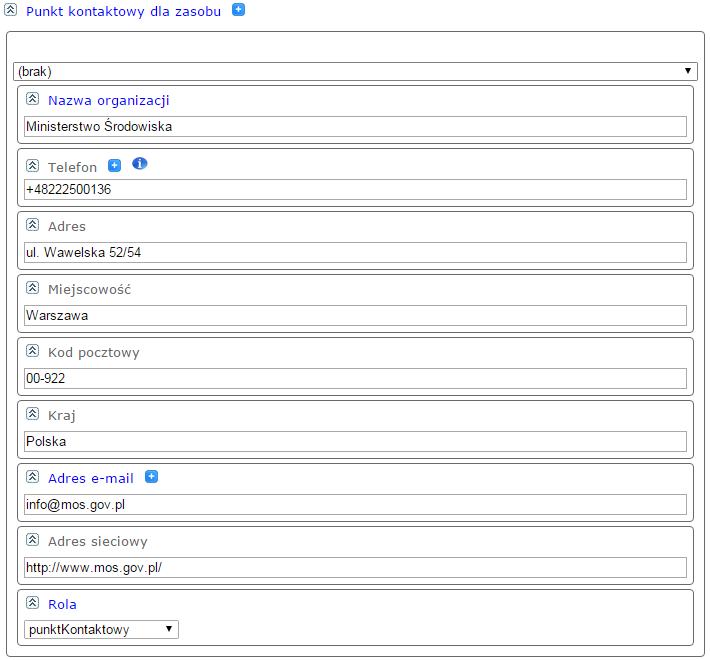 Punkt kontaktowy dla zasobu
(brak)
Nazwa organizacji
Ministerstwo Środowiska
Telefon
+48222500136
Adres
ul. Wawelska 52/54
Miejscowość
Warszawa
Kod pocztowy
00-922
Kraj
Polska
Adres e-mail
info@mos.gov.pl
Adres sieciowy
http://www.mos.gov.pl/
Rola
punktKontaktowy